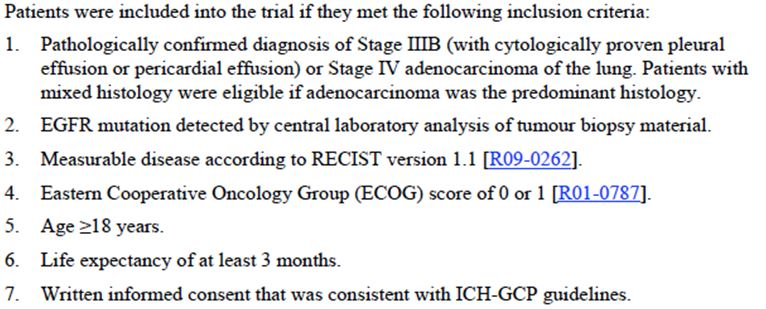 Patients were included into the trial if they met the following inclusion criteria:
1. Pathologically confirmed diagnosis of Stage IIIB (with cytologically proven pleural
effusion or pericardial effusion) or Stage IV adenocarcinoma of the lung. Patients with
mixed histology were eligible if adenocarcinoma was the predominant histology.
2. EGFR mutation detected by central laboratory analysis of tumour biopsy material.
3. Measurable disease according to RECIST version 1.1 [R09-0262].
4. Eastern Cooperative Oncology Group (ECOG) score of 0 or 1 [R01-0787].
5. Age ≥18 years.
6. Life expectancy of at least 3 months.
7. Written informed consent that was consistent with ICH-GCP guidelines.